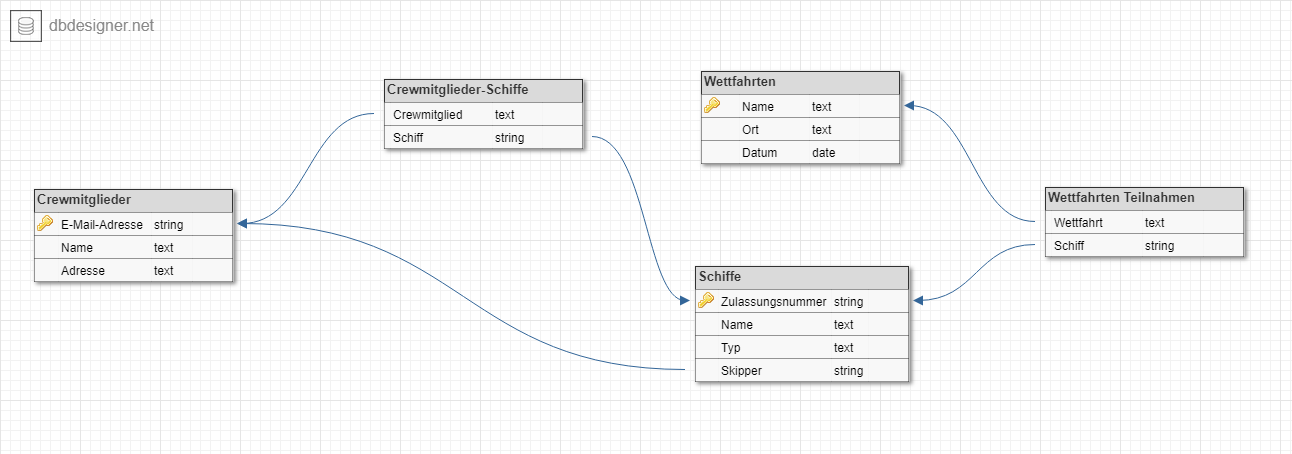 dbdesigner.net
Crewmitglieder-Schiffe
Crewmitglied text
Schiff string
Wettfahrten
Name text
Ort text
Datum date
Crewmitglieder
E-Mail-Adresse string
Name text
Adresse text
Wettfahrten Teilnahmen
Wettfahrt text
Schiff string
Schiffe
Zulassungsnummer string
Name text
Typ text
Skipper string